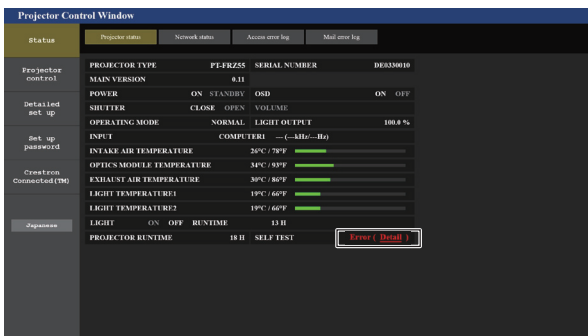 Projector Control Window
Status
Projector status Network status Access error log Mail error log
Projector control
Detailed set up
Set up password
Crestron Connected(TM)
Japanese
PROJECTOR TYPE PT-FRZ55 SERIAL NUMBER DE0330010
MAIN VERSION 0.11
POWER ON STANDBY OSD ON OFF
SHUTTER CLOSE OPEN VOLUME
OPERATING MODE NORMAL LIGHT OUTPUT 100.0 %
INPUT COMPUTER1 --- (---kHz/---Hz)
INTAKE AIR TEMPERATURE 26°C / 78°F
OPTICS MODULE TEMPERATURE 34°C / 93°F
EXHAUST AIR TEMPERATURE 30°C / 86°F
LIGHT TEMPERATURE1 19°C / 66°F
LIGHT TEMPERATURE2 19°C / 66°F
LIGHT ON OFF RUNTIME 13 H
PROJECTOR RUNTIME 18 H SELF TEST Error ( Detail )